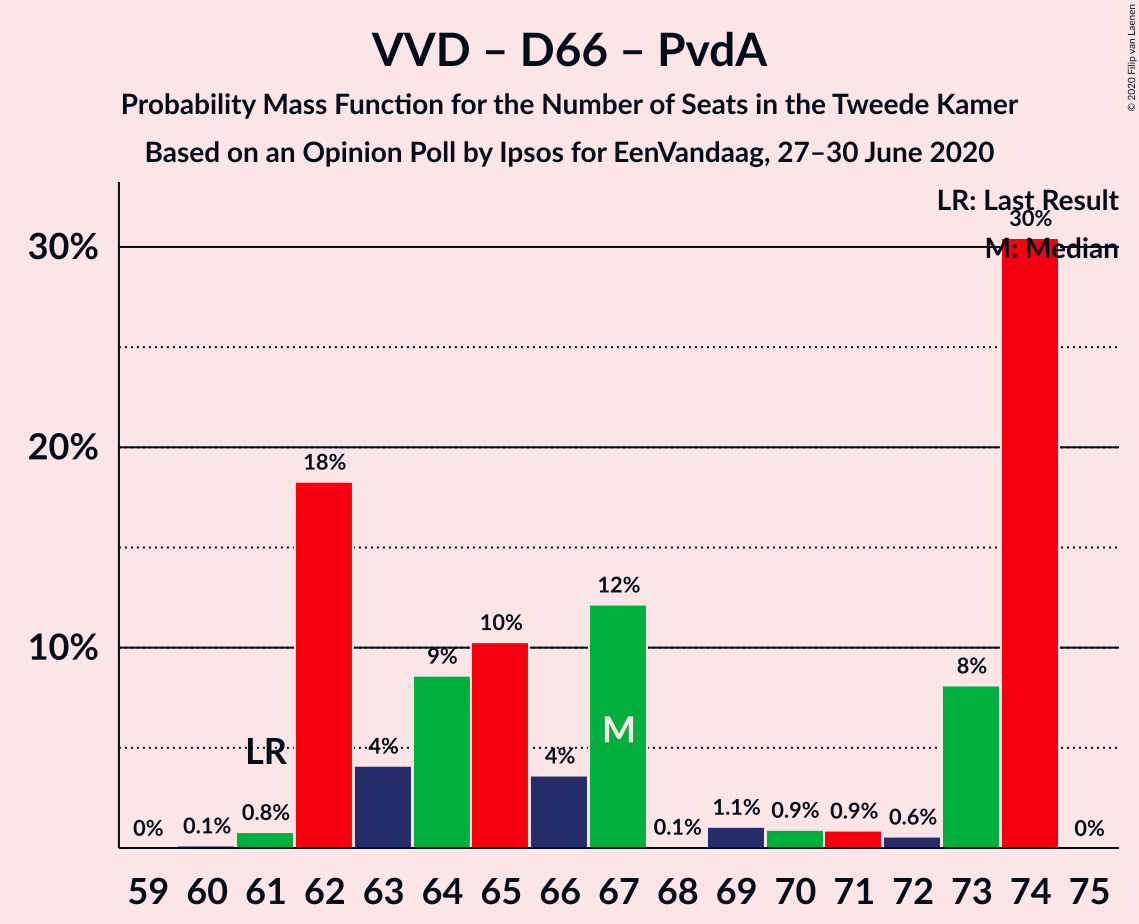 VVD – D66 – PvdA
Probability Mass Function for the Number of Seats in the Tweede Kamer
Based on an Opinion Poll by Ipsos for EenVandaag, 27–30 June 2020
© 2020 Filip van Laenen
LR: Last Result
M: Median
30%
20%
10%
0%
0.1%
0.8%
18%
4%
9%
10%
4%
12%
0.1%
1.1%
0.9%
0.9%
0.6%
8%
30%
0%
LR
M
59 60 61 62 63 64 65 66 67 68 69 70 71 72 73 74 75